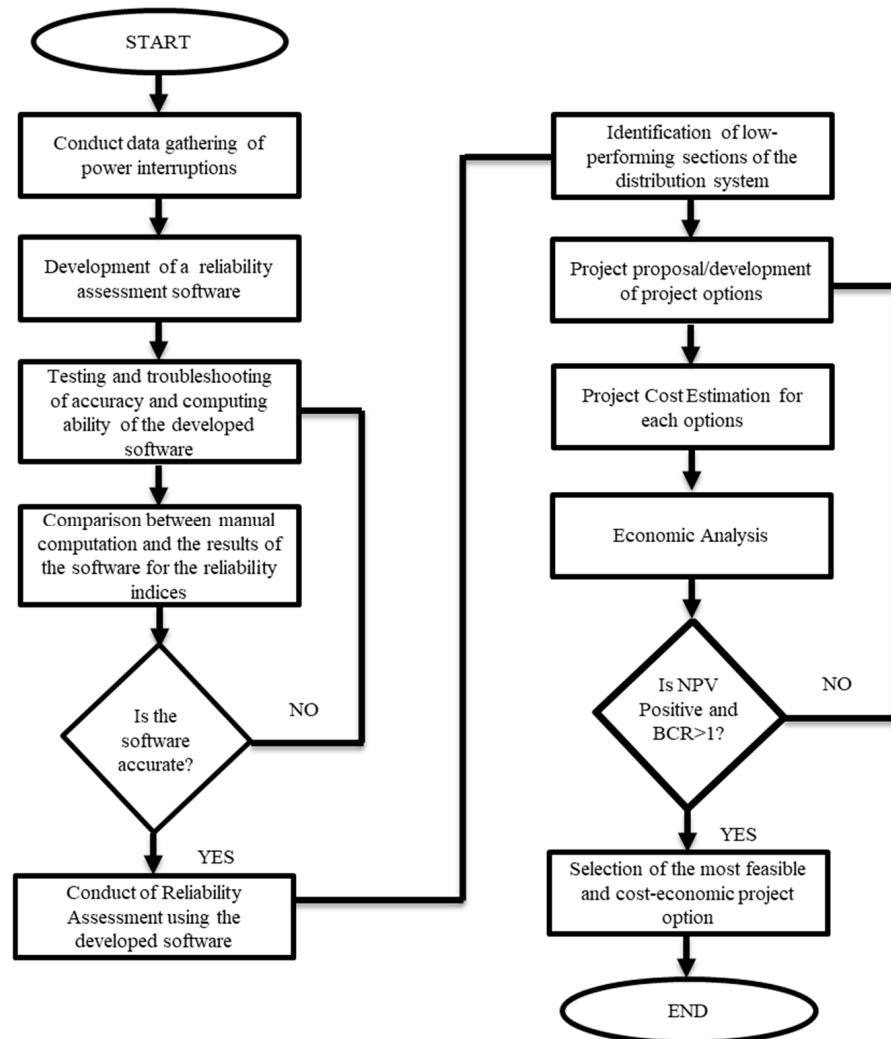 START
Conduct data gathering of
power interruptions
Development of a reliability
assessment software
Testing and troubleshooting
of accuracy and computing
ability of the developed
software
Comparison between manual
computation and the results of
the software for the reliability
indices
Is the
software
accurate?
NO
YES
Conduct of Reliability
Assessment using the
developed software
Identification of low-
performing sections of the
distribution system
Project proposal/development
of project options
Project Cost Estimation for
each options
Economic Analysis
Is NPV
Positive and
BCR>1?
NO
YES
Selection of the most feasible
and cost-economic project
option
END